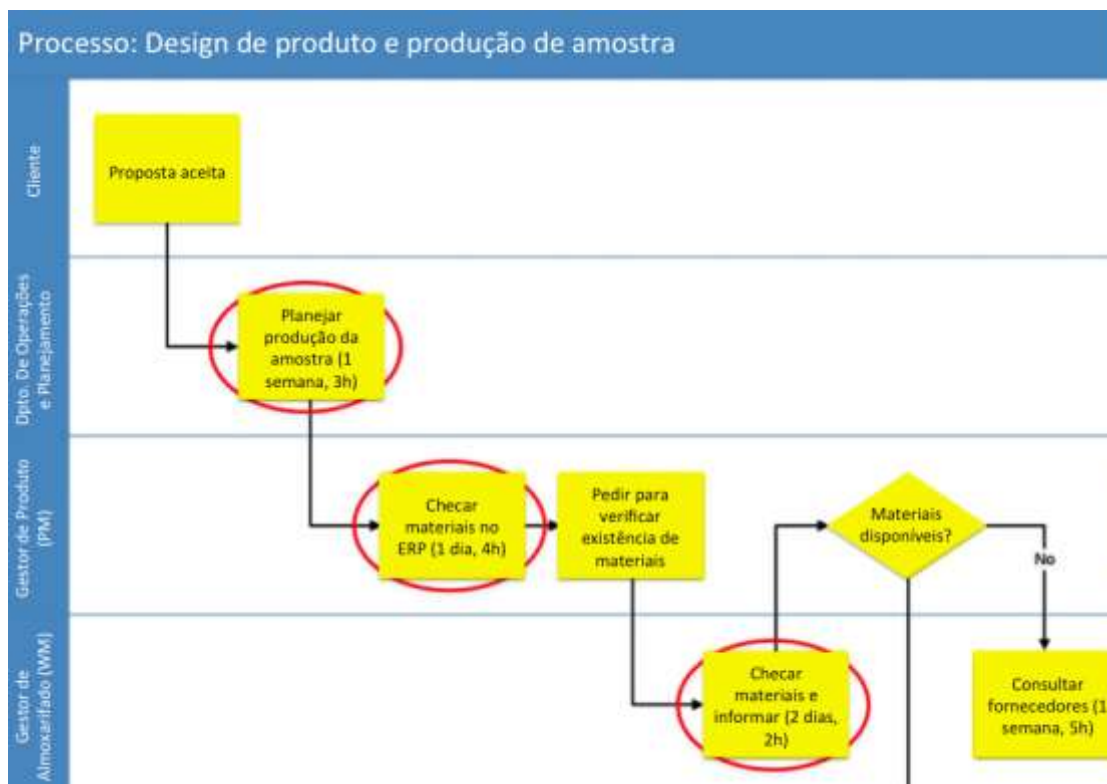 Processo: Design de produto e produção de amostra
Cliente
Proposta aceita
Dpto. De Operações
e Planejamento
Planejar
produção da
amostra (1
semana, 3h)
Gestor de Produto
(PM)
Checar
materiais no
ERP (1 dia, 4h)
Pedir para
verificar
existência de
materiais
Materiais
disponíveis?
No
Gestor de
Almoxarifado (WM)
Checar
materiais e
informar (2 dias,
2h)
Consultar
fornecedores (1
semana, 5h)